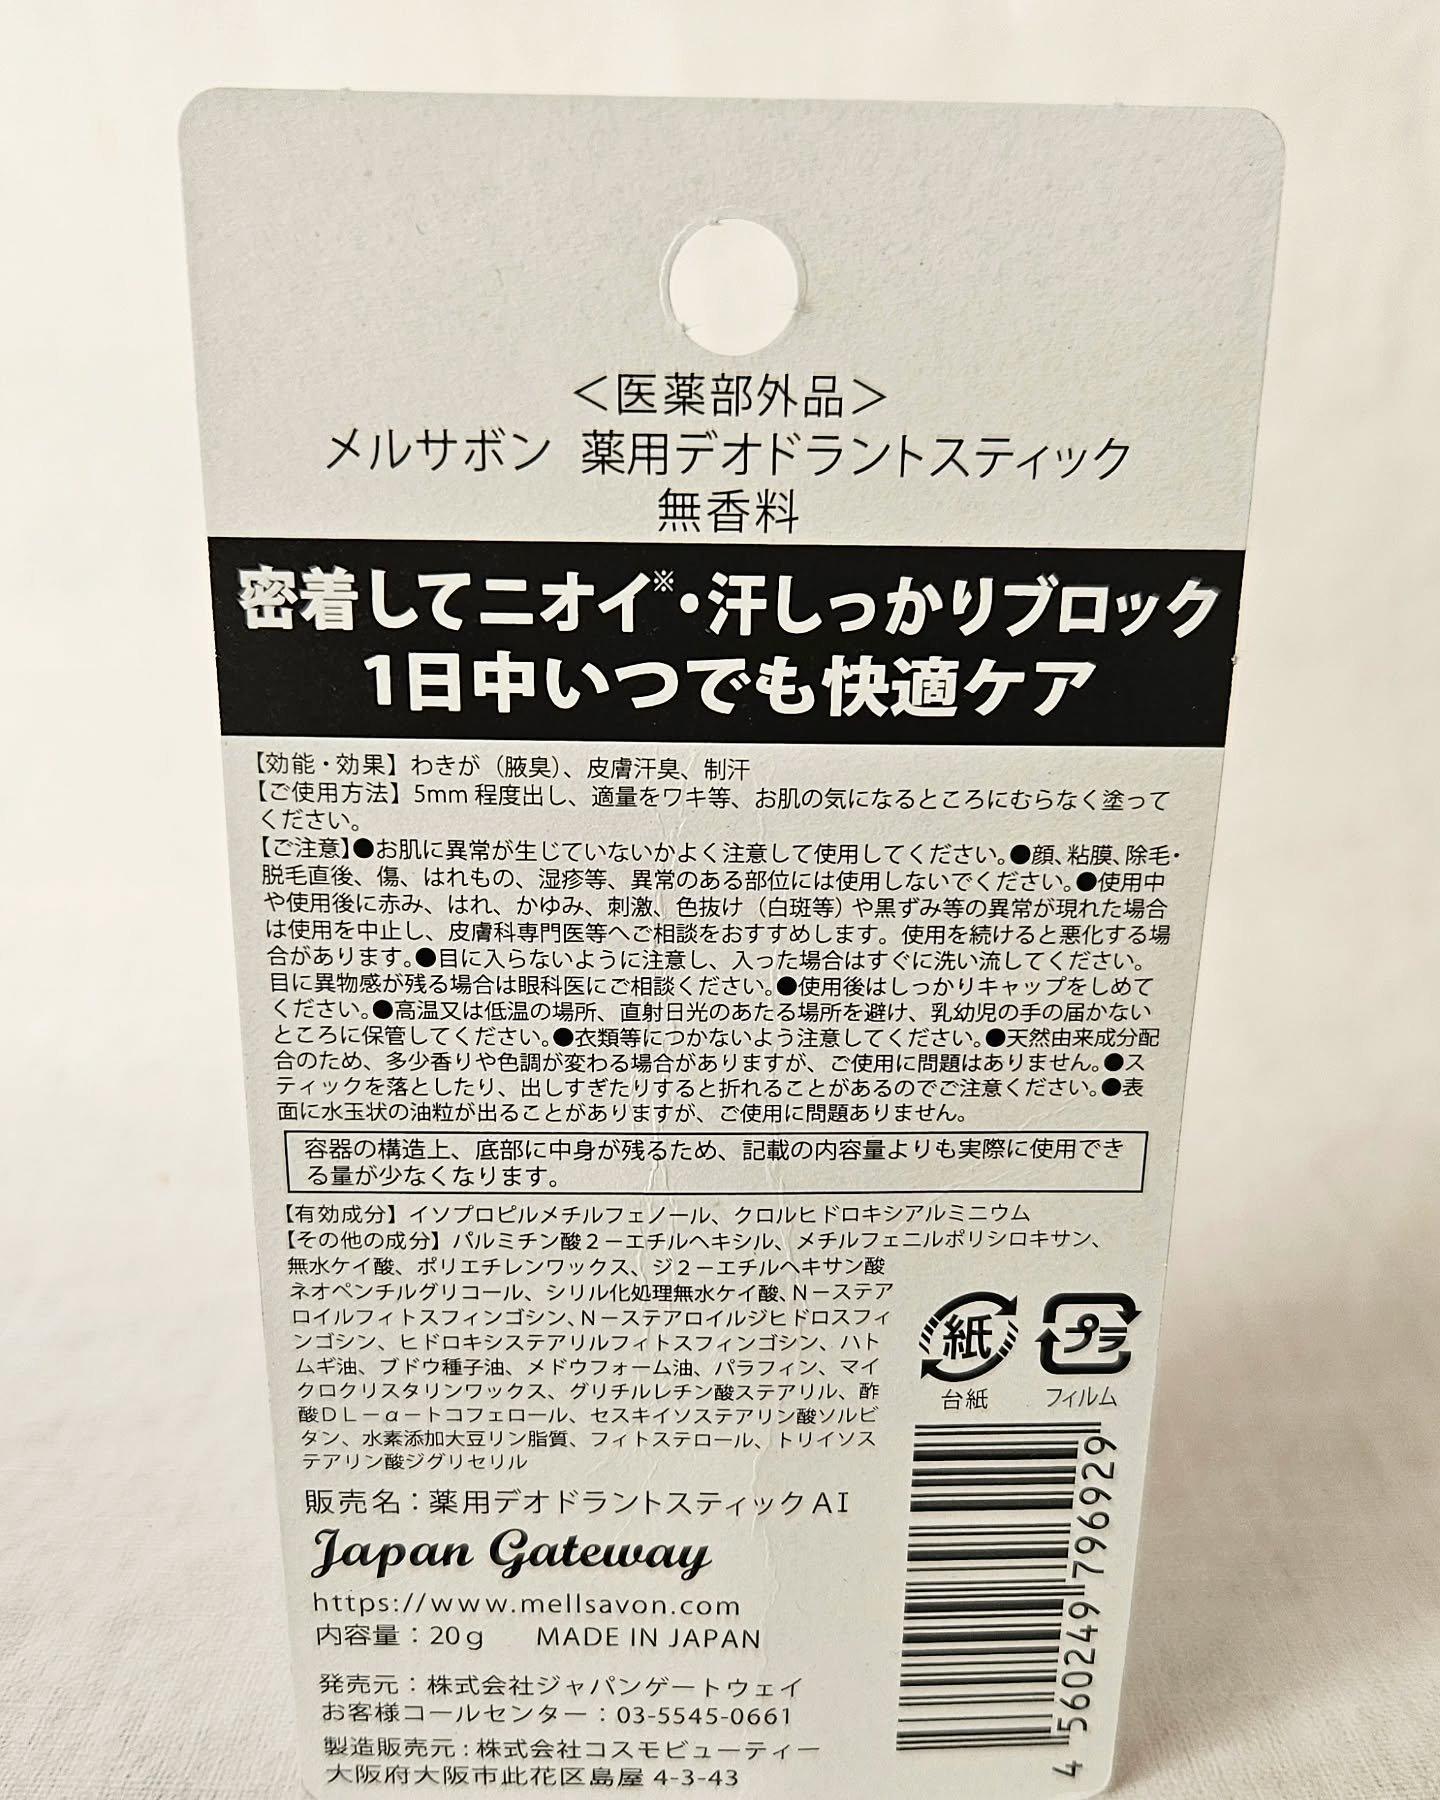 ＜医薬部外品＞
メルサボン 薬用デオドラントスティック
無香料
密着してニオイ※・汗しっかりブロック
1日中いつでも快適ケア
【効能・効果】わきが（腋臭）、皮膚汗臭、制汗
【ご使用方法】5mm 程度出し、適量をワキ等、お肌の気になるところにむらなく塗って
ください。
【ご注意】●お肌に異常が生じていないかよく注意して使用してください。●顔、粘膜、除毛・
脱毛直後、傷、はれもの、湿疹等、異常のある部位には使用しないでください。●使用中
や使用後に赤み、はれ、かゆみ、刺激、色抜け（白斑等）や黒ずみ等の異常が現れた場合
は使用を中止し、皮膚科専門医等へご相談をおすすめします。使用を続けると悪化する場
合があります。●目に入らないように注意し、入った場合はすぐに洗い流してください。
目に異物感が残る場合は眼科医にご相談ください。●使用後はしっかりキャップをしめて
ください。●高温又は低温の場所、直射日光のあたる場所を避け、乳幼児の手の届かない
ところに保管してください。●衣類等につかないよう注意してください。●天然由来成分配
合のため、多少香りや色調が変わる場合がありますが、ご使用に問題はありません。●ス
ティックを落としたり、出しすぎたりすると折れることがあるのでご注意ください。●表
面に水玉状の油粒が出ることがありますが、ご使用に問題ありません。
容器の構造上、底部に中身が残るため、記載の内容量よりも実際に使用でき
る量が少なくなります。
【有効成分】イソプロピルメチルフェノール、クロルヒドロキシアルミニウム
【その他の成分】パルミチン酸２－エチルヘキシル、メチルフェニルポリシロキサン、
無水ケイ酸、ポリエチレンワックス、ジ２－エチルヘキサン酸
ネオペンチルグリコール、シリル化処理無水ケイ酸、Ｎ－ステア
ロイルフィトスフィンゴシン、Ｎ－ステアロイルジヒドロスフィ
ンゴシン、ヒドロキシステアリルフィトスフィンゴシン、ハト
ムギ油、ブドウ種子油、メドウフォーム油、パラフィン、マイ
クロクリスタリンワックス、グリチルレチン酸ステアリル、酢
酸ＤＬ－α－トコフェロール、セスキイソステアリン酸ソルビ
タン、水素添加大豆リン脂質、フィトステロール、トリイソス
テアリン酸ジグリセリル
紙
台紙
プラ
フィルム
販売名：薬用デオドラントスティックＡＩ
Japan Gateway
https://www.mellsavon.com
内容量：20ｇ MADE IN JAPAN
発売元：株式会社ジャパンゲートウェイ
お客様コールセンター：03-5545-0661
製造販売元：株式会社コスモビューティー
大阪府大阪市此花区島屋 4-3-43
4 560249 796929